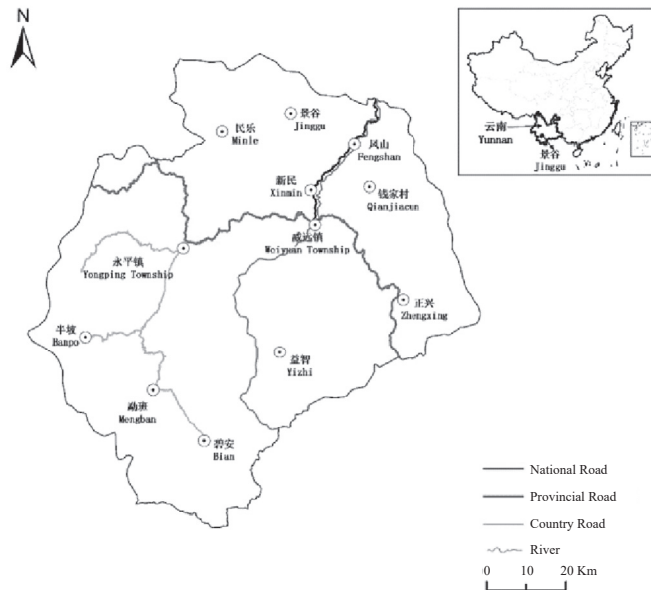 N
民乐
Minle
景谷
Jinggu
凤山
Fengshan
新民
Xinmin
钱家村
Qianjiacun
威远镇
Weiyuan Township
永平镇
Yongping Township
正兴
Zhengxing
半坡
Banpo
益智
Yizhi
勐班
Mengban
碧安
Bian
云南
Yunnan
景谷
Jinggu
National Road
Provincial Road
Country Road
River
0 10 20 Km